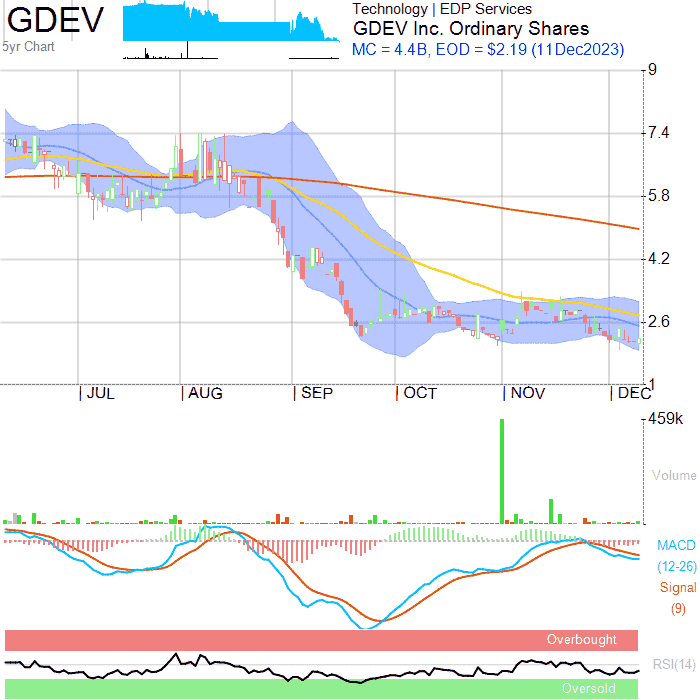 GDEV
5yr Chart
Technology | EDP Services
GDEV Inc. Ordinary Shares
MC = 4.4B, EOD = $2.19 (11Dec2023)
9
7.4
5.8
4.2
2.6
1
JUL AUG SEP OCT NOV DEC
459k
Volume
MACD
(12-26)
Signal
(9)
Overbought
RSI(14)
Oversold